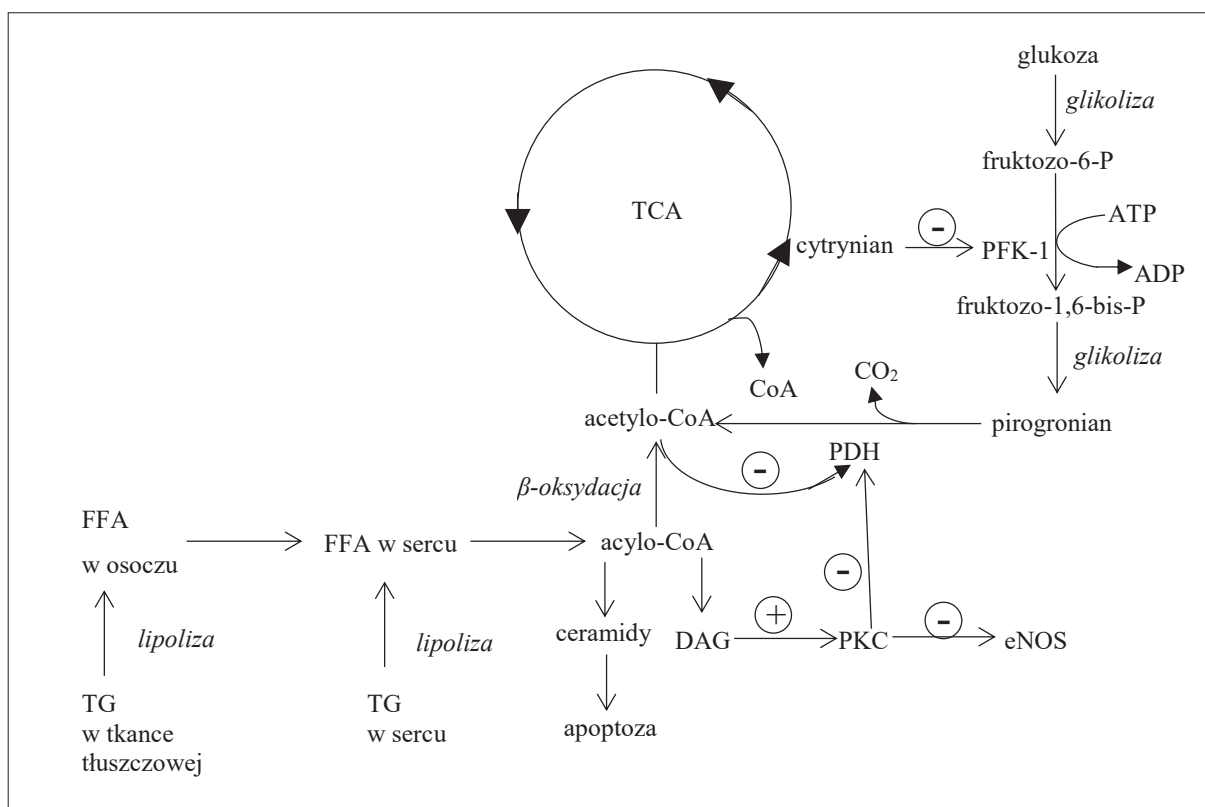 glukoza
glikoliza
fruktozo-6-P
TCA
ATP
cytrynian
-
PFK-1
ADP
fruktozo-1,6-bis-P
glikoliza
CO₂
CoA
acetylo-CoA
pirogronian
PDH
-
β-oksydacja
FFA
w osoczu
FFA w sercu
acylo-CoA
-
lipoliza
lipoliza
ceramidy
DAG
+
PKC
-
eNOS
TG
w tkance
tłuszczowej
TG
w sercu
apoptoza